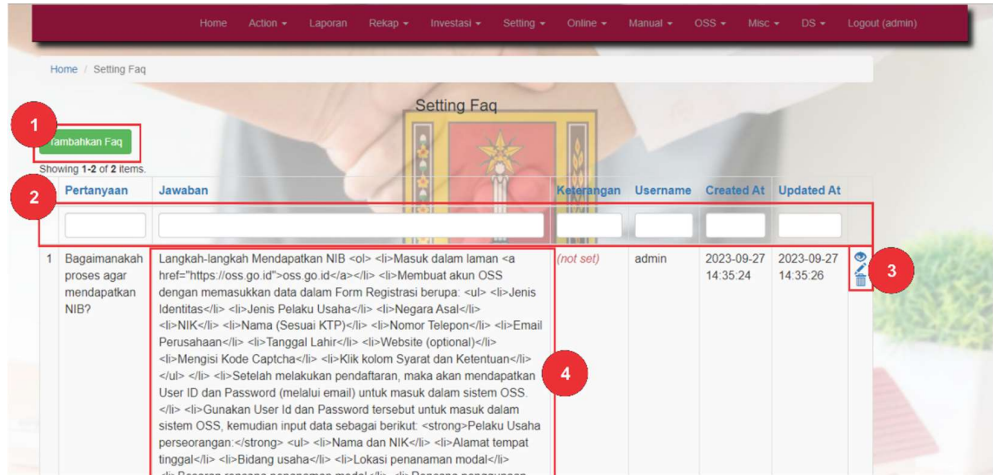 Home Action Laporan Rekap Investasi Setting Online Manual OSS Misc DS Logout (admin)
Home / Setting Faq
Setting Faq
1
Tambahkan Faq
Showing 1-2 of 2 items.
2
Pertanyaan Jawaban Keterangan Username Created At Updated At
1 Bagaimanakah proses agar mendapatkan NIB?
Langkah-langkah Mendapatkan NIB <ol> <li>Masuk dalam laman <a
href="https://oss.go.id">oss.go.id</a></li> <li>Membuat akun OSS
dengan memasukkan data dalam Form Registrasi berupa: <ul> <li>Jenis
Identitas</li> <li>Jenis Pelaku Usaha</li> <li>Negara Asal</li>
<li>NIK</li> <li>Nama (Sesuai KTP)</li> <li>Nomor Telepon</li> <li>Email
Perusahaan</li> <li>Tanggal Lahir</li> <li>Website (optional)</li>
<li>Mengisi Kode Captcha</li> <li>Klik kolom Syarat dan Ketentuan</li>
</ul> </li> <li>Setelah melakukan pendaftaran, maka akan mendapatkan
User ID dan Password (melalui email) untuk masuk dalam sistem OSS.
</li> <li>Gunakan User Id dan Password tersebut untuk masuk dalam
sistem OSS, kemudian input data sebagai berikut: <strong>Pelaku Usaha
perseorangan:</strong> <ul> <li>Nama dan NIK</li> <li>Alamat tempat
tinggal</li> <li>Bidang usaha</li> <li>Lokasi penanaman modal</li>
(not set)
admin
2023-09-27
14:35:24
2023-09-27
14:35:26
3
4